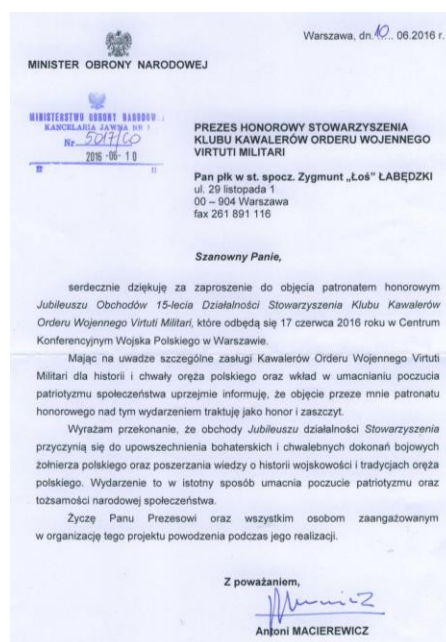 Warszawa, dn. 10.. 06.2016 r.
MINISTER OBRONY NARODOWEJ
MINISTERSTWO OBRONY NARODOW
KANCELARIA JAWNA NR 1
Nr 5017/60
2016 -06- 10
PREZES HONOROWY STOWARZYSZENIA
KLUBU KAWALERÓW ORDERU WOJENNEGO
VIRTUTI MILITARI
Pan płk w st. spocz. Zygmunt „Łoś" ŁABĘDZKI
ul. 29 listopada 1
00 – 904 Warszawa
fax 261 891 116
Szanowny Panie,
serdecznie dziękuję za zaproszenie do objęcia patronatem honorowym
Jubileuszu Obchodów 15-lecia Działalności Stowarzyszenia Klubu Kawalerów
Orderu Wojennego Virtuti Militari, które odbędą się 17 czerwca 2016 roku w Centrum
Konferencyjnym Wojska Polskiego w Warszawie.
Mając na uwadze szczególne zasługi Kawalerów Orderu Wojennego Virtuti
Militari dla historii i chwały oręża polskiego oraz wkład w umacnianiu poczucia
patriotyzmu społeczeństwa uprzejmie informuję, że objęcie przeze mnie patronatu
honorowego nad tym wydarzeniem traktuję jako honor i zaszczyt.
Wyrażam przekonanie, że obchody Jubileuszu działalności Stowarzyszenia
przyczynią się do upowszechnienia bohaterskich i chwalebnych dokonań bojowych
żołnierza polskiego oraz poszerzania wiedzy o historii wojskowości i tradycjach oręża
polskiego. Wydarzenie to w istotny sposób umacnia poczucie patriotyzmu oraz
tożsamości narodowej społeczeństwa.
Życzę Panu Prezesowi oraz wszystkim osobom zaangażowanym
w organizację tego projektu powodzenia podczas jego realizacji.
Z poważaniem,
Antoni MACIEREWICZ